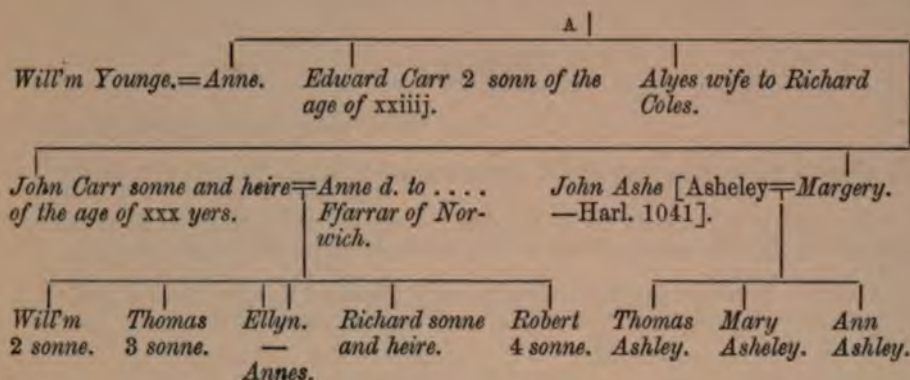 A
Will'm Younge.=Anne.
Edward Carr 2 sonn of the
age of xxiiij.
Alyes wife to Richard
Coles.
John Carr sonne and heire=Anne d. to . . . .
of the age of xxx yers.
Ffarrar of Nor-
wich.
John Ashe [Asheley=Margery.
—Harl. 1041].
Will'm
2 sonne.
Thomas
3 sonne.
Ellyn.
—
Annes.
Richard sonne
and heire.
Robert
4 sonne.
Thomas
Ashley.
Mary
Asheley.
Ann
Ashley.